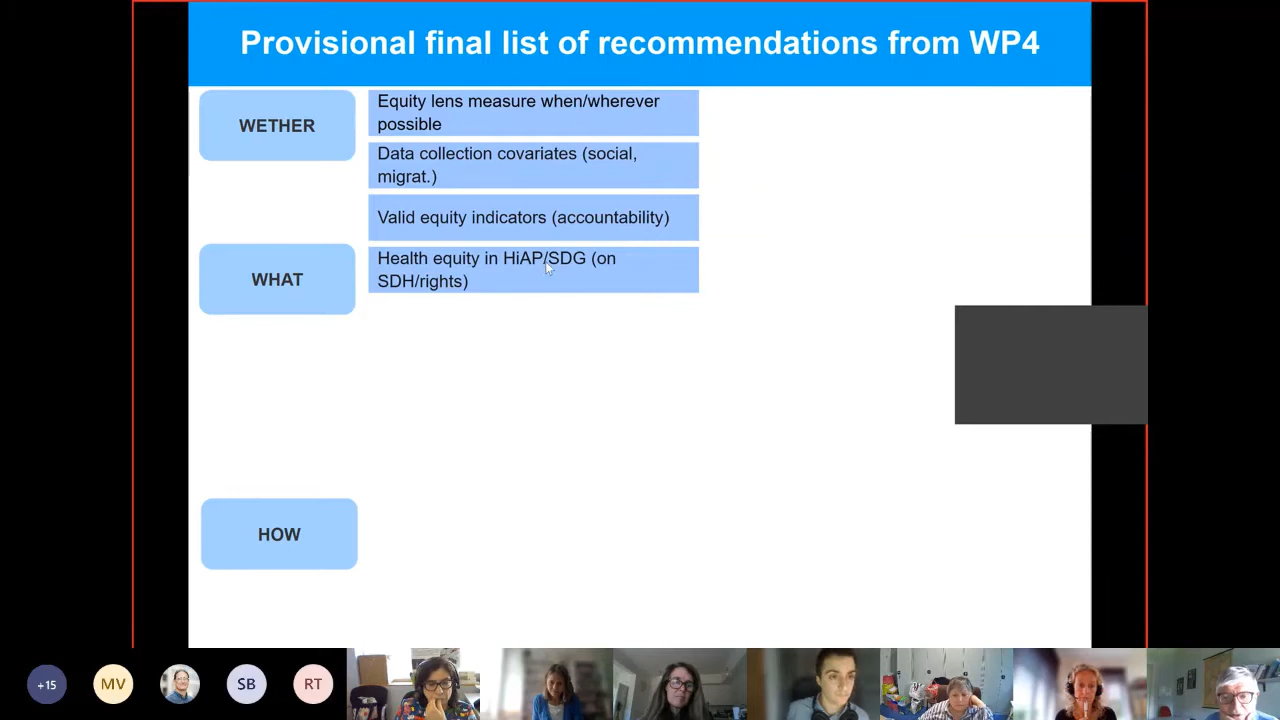 Provisional final list of recommendations from WP4
WETHER
Equity lens measure when/wherever
possible
Data collection covariates (social,
migrat.)
Valid equity indicators (accountability)
WHAT
Health equity in HiAP/SDG (on
SDH/rights)
HOW
+15
MV
SB
RT